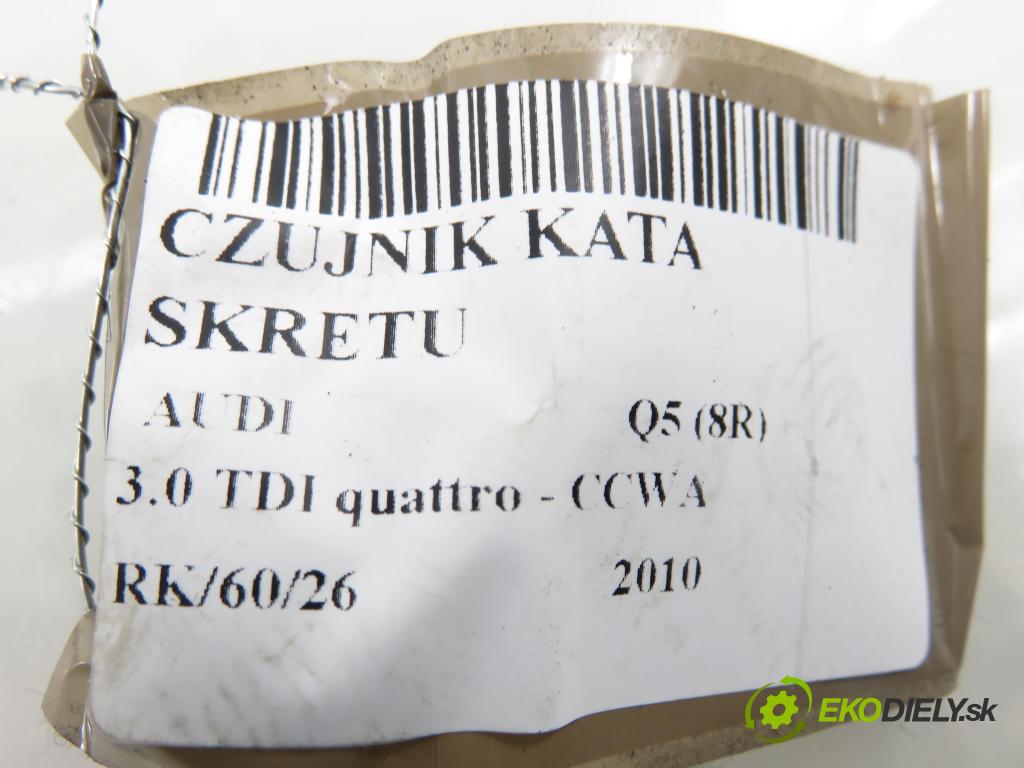 CZUJNIK KATA
SKRETU
AUDI Q5 (8R)
3.0 TDI quattro - CCWA
RK/60/26 2010
EKODIELY.sk